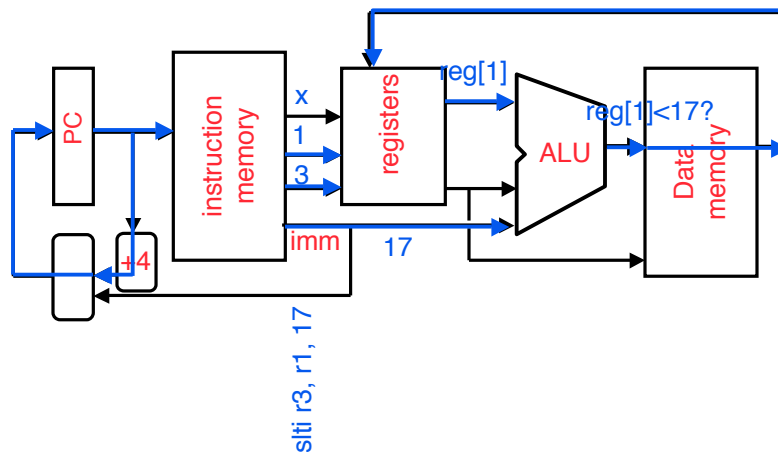 PC
+4
instruction
memory
x
1
3
imm
17
registers
reg[1]
ALU
reg[1]<17?
Data
memory
slti r3, r1, 17